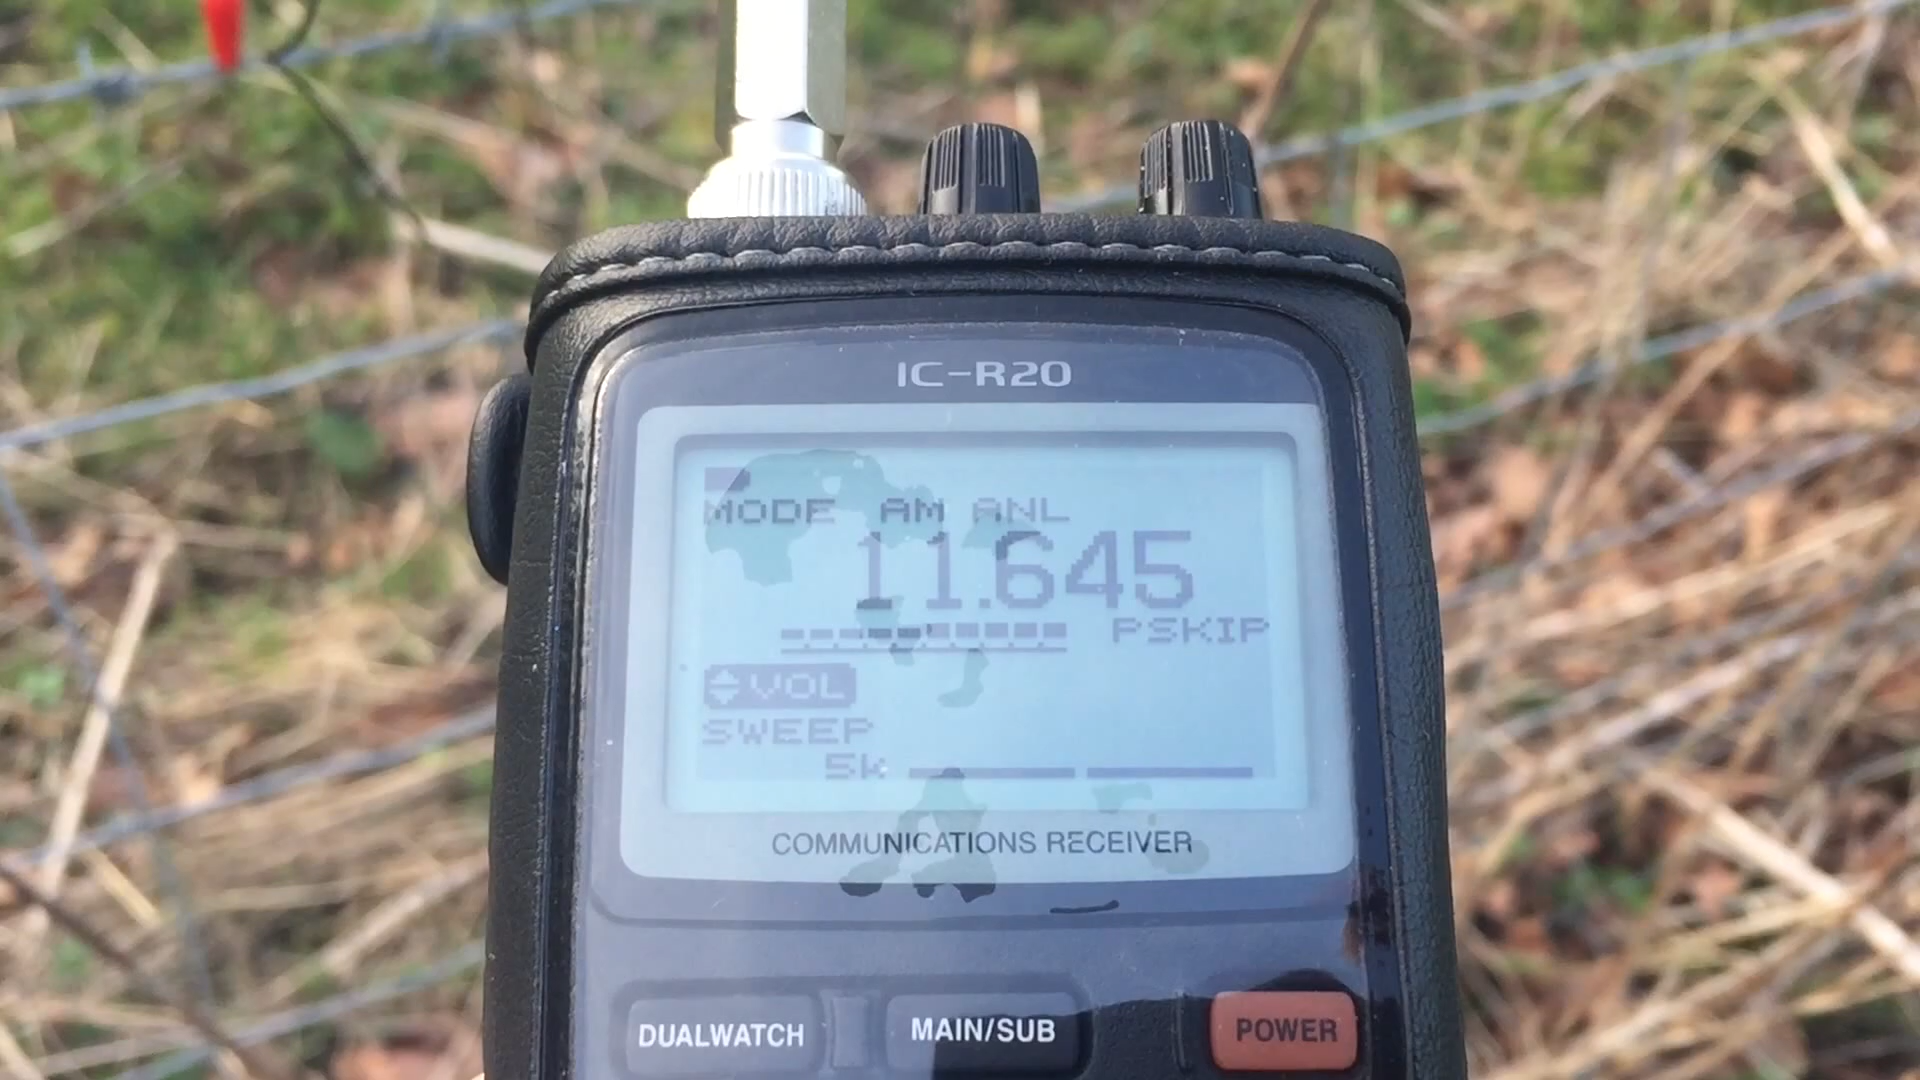 IC-R20
MODE AM ANL
11.645
PSKIP
VOL
SWEEP
5k
COMMUNICATIONS RECEIVER
DUALWATCH MAIN/SUB POWER